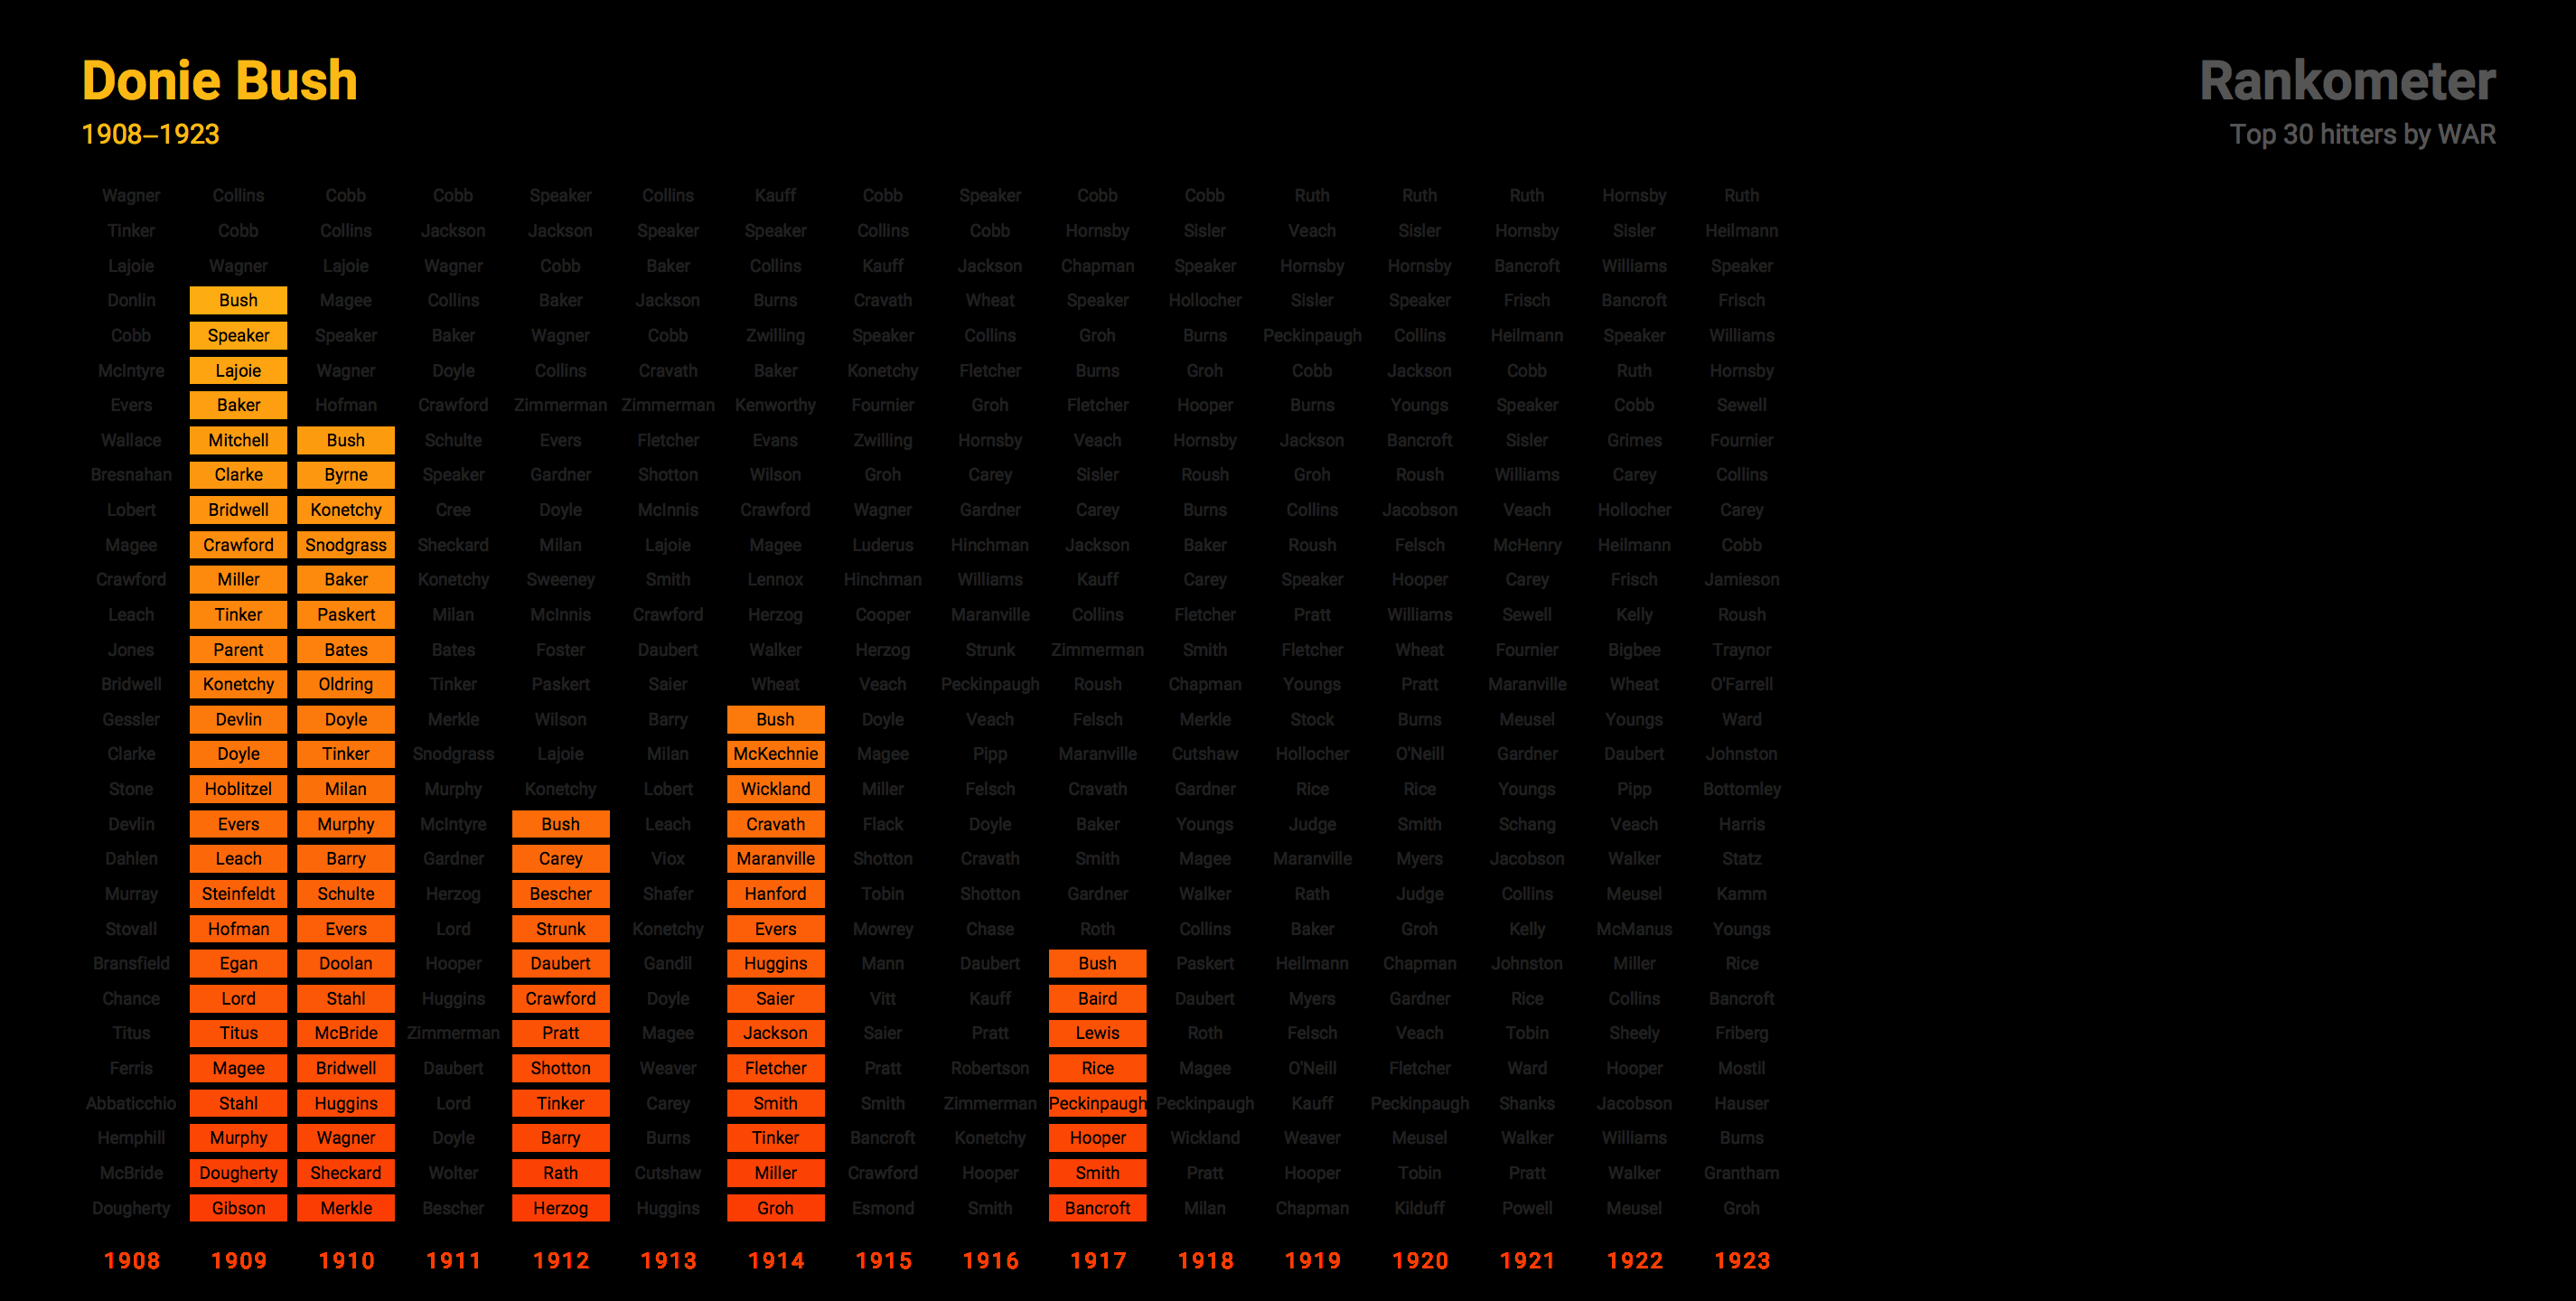 Donie Bush
1908–1923
Rankometer
Top 30 hitters by WAR
Wagner Collins Cobb Cobb Speaker Collins Kauff Cobb Speaker Cobb Cobb Ruth Ruth Ruth Hornsby Ruth
Tinker Cobb Collins Jackson Jackson Speaker Speaker Collins Cobb Hornsby Sisler Veach Sisler Hornsby Sisler Heilmann
Lajoie Wagner Lajoie Wagner Cobb Baker Collins Kauff Jackson Chapman Speaker Hornsby Hornsby Bancroft Williams Speaker
Donlin Bush Magee Collins Baker Jackson Burns Cravath Wheat Speaker Hollocher Sisler Speaker Frisch Bancroft Frisch
Cobb Speaker Speaker Baker Wagner Cobb Zwilling Speaker Collins Groh Burns Peckinpaugh Collins Heilmann Speaker Williams
McIntyre Lajoie Wagner Doyle Collins Cravath Baker Konetchy Fletcher Burns Groh Cobb Jackson Cobb Ruth Hornsby
Evers Baker Hofman Crawford Zimmerman Zimmerman Kenworthy Fournier Groh Fletcher Hooper Burns Youngs Speaker Cobb Sewell
Wallace Mitchell Bush Schulte Evers Fletcher Evans Zwilling Hornsby Veach Hornsby Jackson Bancroft Sisler Grimes Fournier
Bresnahan Clarke Byrne Speaker Gardner Shotton Wilson Groh Carey Sisler Roush Groh Roush Williams Carey Collins
Lobert Bridwell Konetchy Cree Doyle McInnis Crawford Wagner Gardner Carey Burns Collins Jacobson Veach Hollocher Carey
Magee Crawford Snodgrass Sheckard Milan Lajoie Magee Luderus Hinchman Jackson Baker Roush Felsch McHenry Heilmann Cobb
Crawford Miller Baker Konetchy Sweeney Smith Lennox Hinchman Williams Kauff Carey Speaker Hooper Carey Frisch Jamieson
Leach Tinker Paskert Milan McInnis Crawford Herzog Cooper Maranville Collins Fletcher Pratt Williams Sewell Kelly Roush
Jones Parent Bates Bates Foster Daubert Walker Herzog Strunk Zimmerman Smith Fletcher Wheat Fournier Bigbee Traynor
Bridwell Konetchy Oldring Tinker Paskert Saier Wheat Veach Peckinpaugh Roush Chapman Youngs Pratt Maranville Wheat O'Farrell
Gessler Devlin Doyle Merkle Wilson Barry Bush Doyle Veach Felsch Merkle Stock Burns Meusel Youngs Ward
Clarke Doyle Tinker Snodgrass Lajoie Milan McKechnie Magee Pipp Maranville Cutshaw Hollocher O'Neill Gardner Daubert Johnston
Stone Hoblitzel Milan Murphy Konetchy Lobert Wickland Miller Felsch Cravath Gardner Rice Rice Youngs Pipp Bottomley
Devlin Evers Murphy McIntyre Bush Leach Cravath Flack Doyle Baker Youngs Judge Smith Schang Veach Harris
Dahlen Leach Barry Gardner Carey Viox Maranville Shotton Cravath Smith Magee Maranville Myers Jacobson Walker Statz
Murray Steinfeldt Schulte Herzog Bescher Shafer Hanford Tobin Shotton Gardner Walker Rath Judge Collins Meusel Kamm
Stovall Hofman Evers Lord Strunk Konetchy Evers Mowrey Chase Roth Collins Baker Groh Kelly McManus Youngs
Bransfield Egan Doolan Hooper Daubert Gandil Huggins Mann Daubert Bush Paskert Heilmann Chapman Johnston Miller Rice
Chance Lord Stahl Huggins Crawford Doyle Saier Vitt Kauff Baird Daubert Myers Gardner Rice Collins Bancroft
Titus Titus McBride Zimmerman Pratt Magee Jackson Saier Pratt Lewis Roth Felsch Veach Tobin Sheely Friberg
Ferris Magee Bridwell Daubert Shotton Weaver Fletcher Pratt Robertson Rice Magee O'Neill Fletcher Ward Hooper Mostil
Abbaticchio Stahl Huggins Lord Tinker Carey Smith Smith Zimmerman Peckinpaugh Peckinpaugh Kauff Peckinpaugh Shanks Jacobson Hauser
Hemphill Murphy Wagner Doyle Barry Burns Tinker Bancroft Konetchy Hooper Wickland Weaver Meusel Walker Williams Burns
McBride Dougherty Sheckard Wolter Rath Cutshaw Miller Crawford Hooper Smith Pratt Hooper Tobin Pratt Walker Grantham
Dougherty Gibson Merkle Bescher Herzog Huggins Groh Esmond Smith Bancroft Milan Chapman Kilduff Powell Meusel Groh
1908 1909 1910 1911 1912 1913 1914 1915 1916 1917 1918 1919 1920 1921 1922 1923